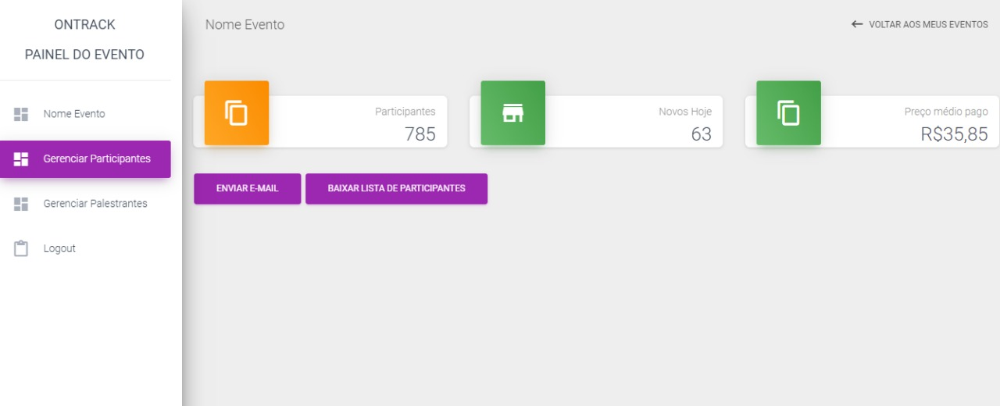 ONTRACK
PAINEL DO EVENTO
Nome Evento
Gerenciar Participantes
Gerenciar Palestrantes
Logout
Nome Evento
VOLTAR AOS MEUS EVENTOS
Participantes
785
Novos Hoje
63
Preço médio pago
R$35,85
ENVIAR E-MAIL
BAIXAR LISTA DE PARTICIPANTES